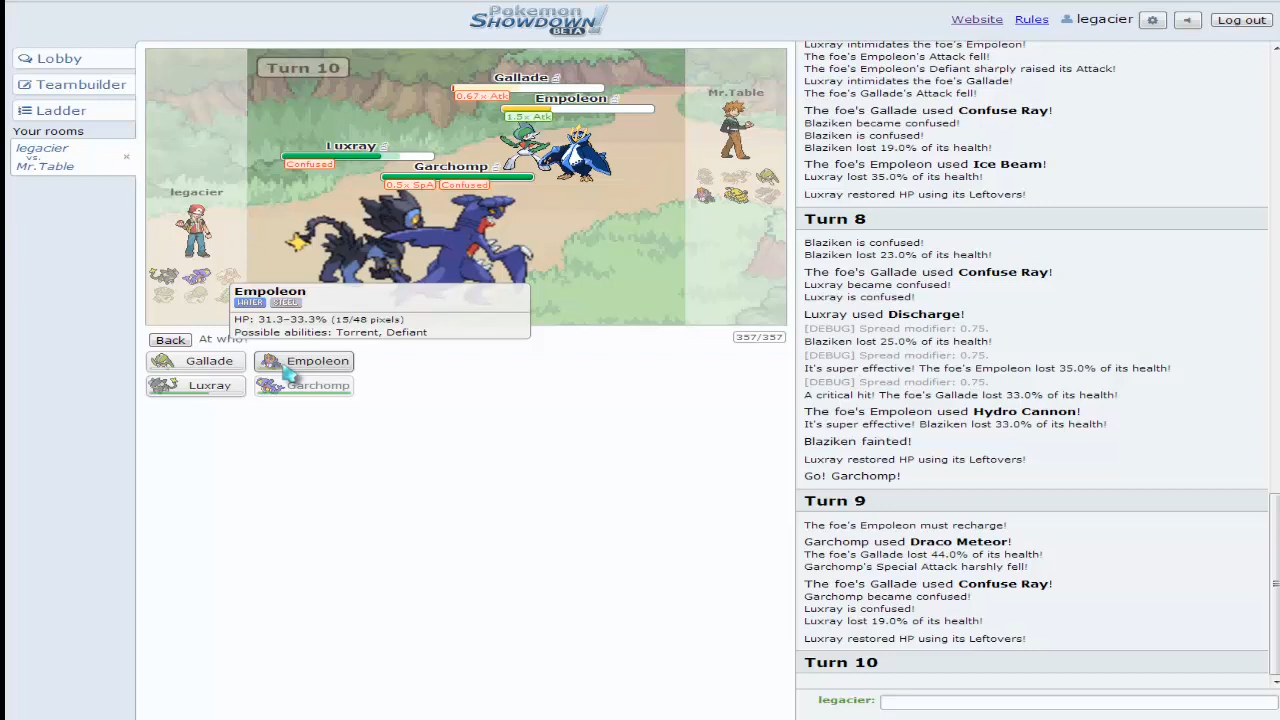 Pokemon
SHOWDOWN!
BETA
Website Rules legacier Log out
Lobby
Teambuilder
Ladder
Your rooms
legacier
vs.
Mr.Table
Turn 10
Gallade
0.67x Atk
Empoleon
1.5x Atk
Mr.Table
Luxray
Confused
Garchomp
0.5x SpA Confused
legacier
Empoleon
WATER STEEL
HP: 31.3–33.3% (15/48 pixels)
Possible abilities: Torrent, Defiant
Back At who? 357/357
Gallade Empoleon
Luxray Garchomp
Luxray intimidates the foe's Empoleon!
The foe's Empoleon's Attack fell!
The foe's Empoleon's Defiant sharply raised its Attack!
Luxray intimidates the foe's Gallade!
The foe's Gallade's Attack fell!
The foe's Gallade used Confuse Ray!
Blaziken became confused!
Blaziken is confused!
Blaziken lost 19.0% of its health!
The foe's Empoleon used Ice Beam!
Luxray lost 35.0% of its health!
Luxray restored HP using its Leftovers!
Turn 8
Blaziken is confused!
Blaziken lost 23.0% of its health!
The foe's Gallade used Confuse Ray!
Luxray became confused!
Luxray is confused!
Luxray used Discharge!
[DEBUG] Spread modifier: 0.75.
Blaziken lost 25.0% of its health!
[DEBUG] Spread modifier: 0.75.
It's super effective! The foe's Empoleon lost 35.0% of its health!
[DEBUG] Spread modifier: 0.75.
A critical hit! The foe's Gallade lost 33.0% of its health!
The foe's Empoleon used Hydro Cannon!
It's super effective! Blaziken lost 33.0% of its health!
Blaziken fainted!
Luxray restored HP using its Leftovers!
Go! Garchomp!
Turn 9
The foe's Empoleon must recharge!
Garchomp used Draco Meteor!
The foe's Gallade lost 44.0% of its health!
Garchomp's Special Attack harshly fell!
The foe's Gallade used Confuse Ray!
Garchomp became confused!
Luxray is confused!
Luxray lost 19.0% of its health!
Luxray restored HP using its Leftovers!
Turn 10
legacier: